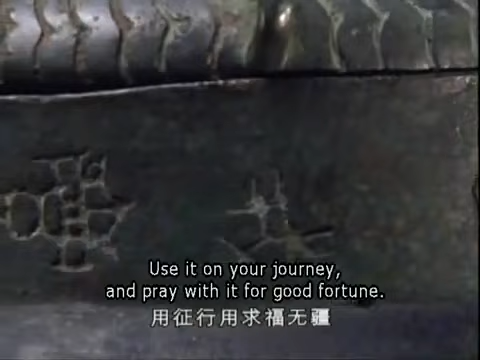 Use it on your journey,
and pray with it for good fortune.
用征行用求福无疆